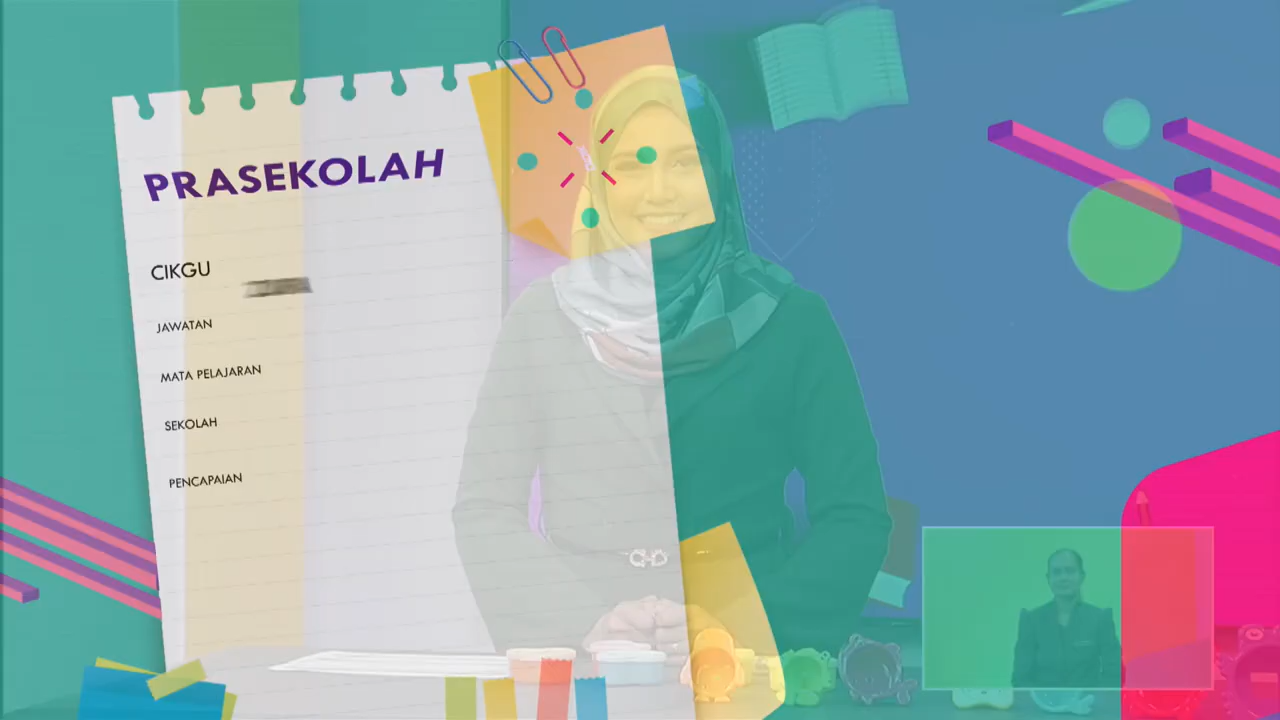 PRASEKOLAH
CIKGU
JAWATAN
MATA PELAJARAN
SEKOLAH
PENCAPAIAN